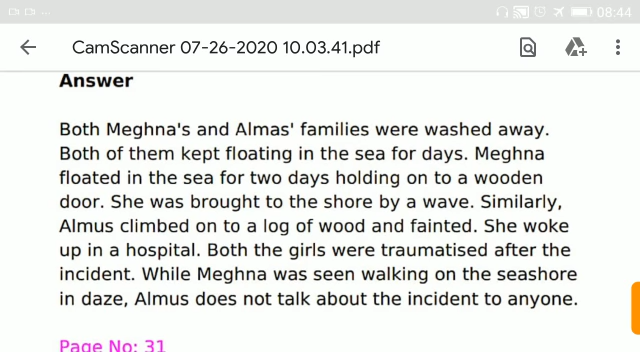 08:44
CamScanner 07-26-2020 10.03.41.pdf
Answer
Both Meghna's and Almas' families were washed away.
Both of them kept floating in the sea for days. Meghna
floated in the sea for two days holding on to a wooden
door. She was brought to the shore by a wave. Similarly,
Almus climbed on to a log of wood and fainted. She woke
up in a hospital. Both the girls were traumatised after the
incident. While Meghna was seen walking on the seashore
in daze, Almus does not talk about the incident to anyone.
Page No: 31